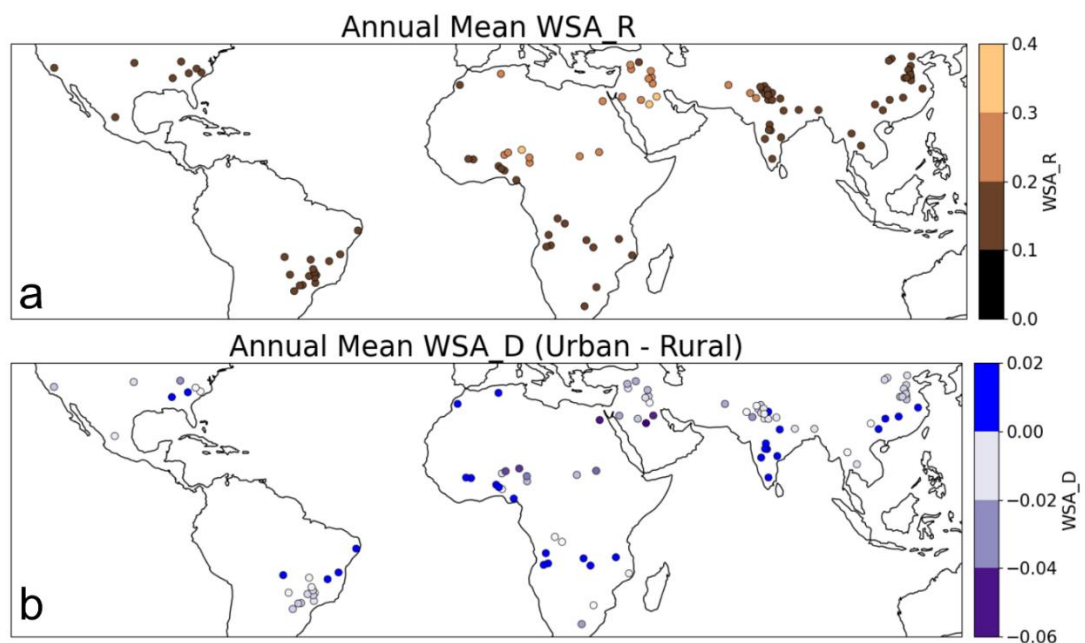 Annual Mean WSA_R
a
0.4
0.3
0.2
0.1
0.0
WSA_R
Annual Mean WSA_D (Urban - Rural)
b
0.02
0.00
−0.02
−0.04
−0.06
WSA_D